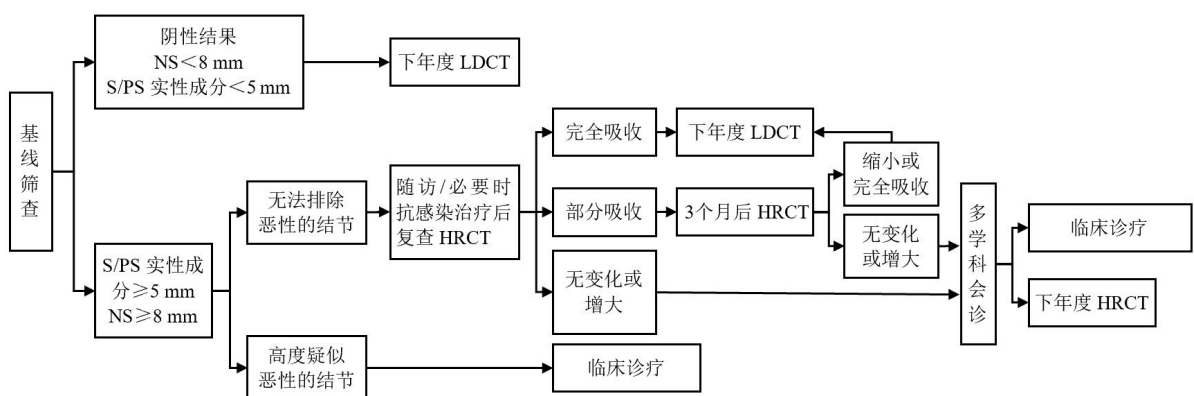 基
线
筛
查
阴性结果
NS＜8 mm
S/PS 实性成分＜5 mm
下年度 LDCT
S/PS 实性成
分≥5 mm
NS≥8 mm
无法排除
恶性的结节
随访/必要时
抗感染治疗后
复查 HRCT
完全吸收
下年度 LDCT
部分吸收
3个月后 HRCT
缩小或
完全吸收
无变化
或增大
无变化或
增大
多
学
科
会
诊
临床诊疗
下年度 HRCT
高度疑似
恶性的结节
临床诊疗